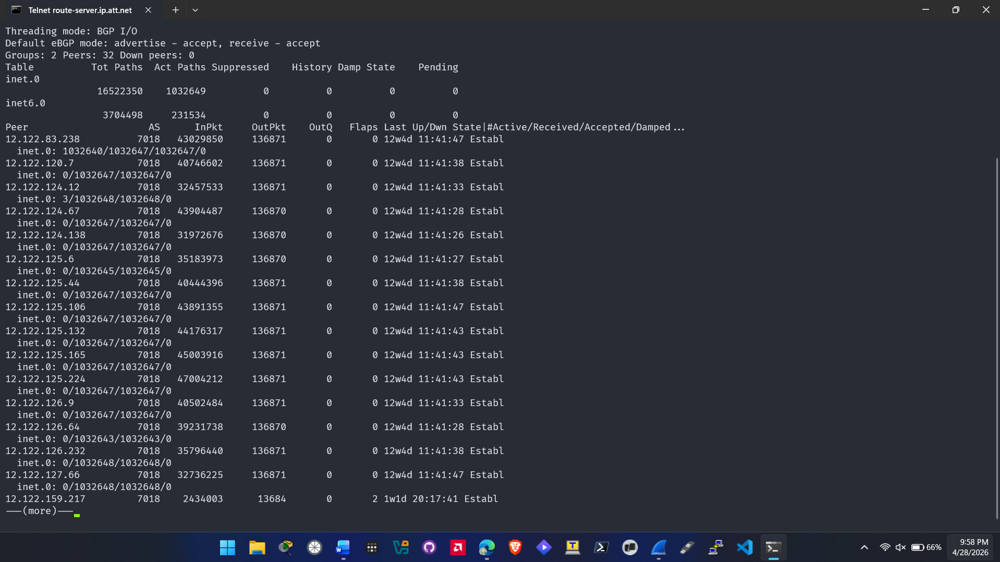 Telnet route-server.ip.att.net
Threading mode: BGP I/O
Default eBGP mode: advertise - accept, receive - accept
Groups: 2 Peers: 32 Down peers: 0
Table          Tot Paths  Act Paths Suppressed    History Damp State    Pending
inet.0
                16522350    1032649          0          0          0          0
inet6.0
                 3704498     231534          0          0          0          0
Peer                     AS      InPkt     OutPkt    OutQ   Flaps Last Up/Dwn State|#Active/Received/Accepted/Damped...
12.122.83.238          7018   43029850     136871       0       0 12w4d 11:41:47 Establ
  inet.0: 1032640/1032647/1032647/0
12.122.120.7           7018   40746602     136871       0       0 12w4d 11:41:38 Establ
  inet.0: 0/1032647/1032647/0
12.122.124.12          7018   32457533     136871       0       0 12w4d 11:41:33 Establ
  inet.0: 3/1032648/1032648/0
12.122.124.67          7018   43904487     136870       0       0 12w4d 11:41:28 Establ
  inet.0: 0/1032647/1032647/0
12.122.124.138         7018   31972676     136870       0       0 12w4d 11:41:26 Establ
  inet.0: 0/1032647/1032647/0
12.122.125.6           7018   35183973     136870       0       0 12w4d 11:41:27 Establ
  inet.0: 0/1032645/1032645/0
12.122.125.44          7018   40444396     136871       0       0 12w4d 11:41:38 Establ
  inet.0: 0/1032647/1032647/0
12.122.125.106         7018   43891355     136871       0       0 12w4d 11:41:47 Establ
  inet.0: 0/1032647/1032647/0
12.122.125.132         7018   44176317     136871       0       0 12w4d 11:41:43 Establ
  inet.0: 0/1032647/1032647/0
12.122.125.165         7018   45003916     136871       0       0 12w4d 11:41:43 Establ
  inet.0: 0/1032647/1032647/0
12.122.125.224         7018   47004212     136871       0       0 12w4d 11:41:43 Establ
  inet.0: 0/1032647/1032647/0
12.122.126.9           7018   40502484     136871       0       0 12w4d 11:41:33 Establ
  inet.0: 0/1032647/1032647/0
12.122.126.64          7018   39231738     136870       0       0 12w4d 11:41:28 Establ
  inet.0: 0/1032643/1032643/0
12.122.126.232         7018   35796440     136871       0       0 12w4d 11:41:38 Establ
  inet.0: 0/1032648/1032648/0
12.122.127.66          7018   32736225     136871       0       0 12w4d 11:41:47 Establ
  inet.0: 0/1032648/1032648/0
12.122.159.217         7018    2434003      13684       0       2 1w1d 20:17:41 Establ
---(more)---
66%
9:58 PM
4/28/2026